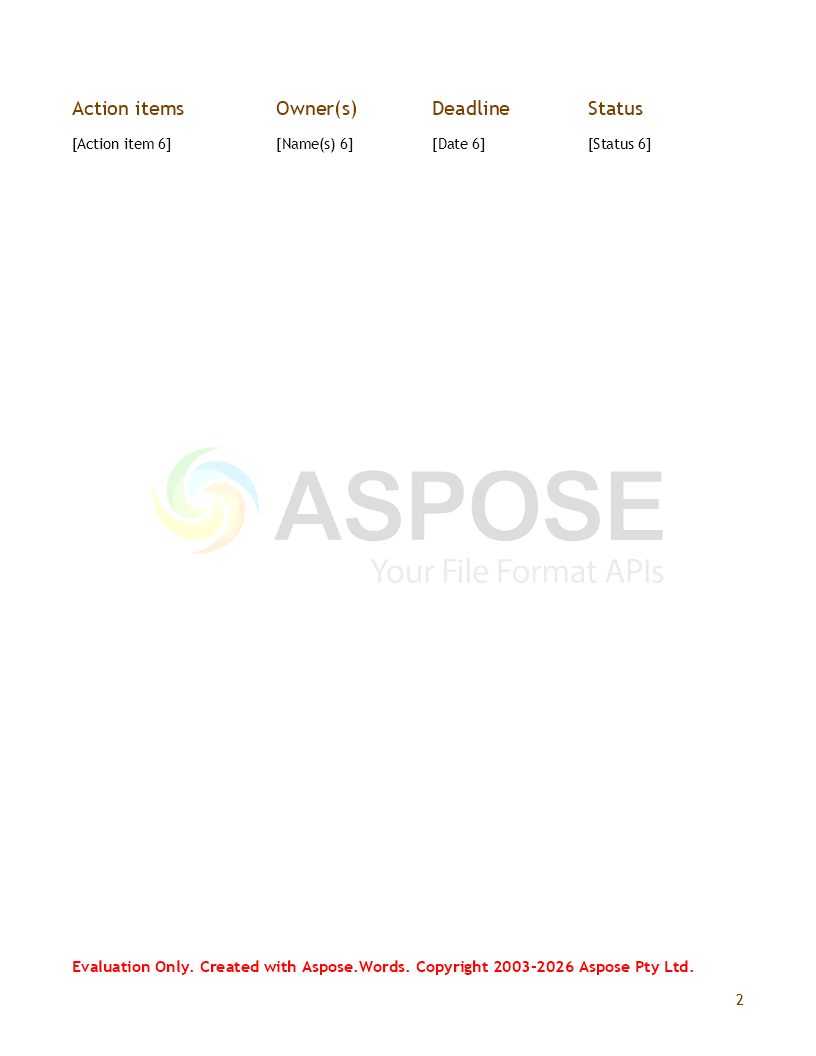 Action items Owner(s) Deadline Status
[Action item 6] [Name(s) 6] [Date 6] [Status 6]
ASPOSE
Your File Format APIs
Evaluation Only. Created with Aspose.Words. Copyright 2003-2026 Aspose Pty Ltd.
2